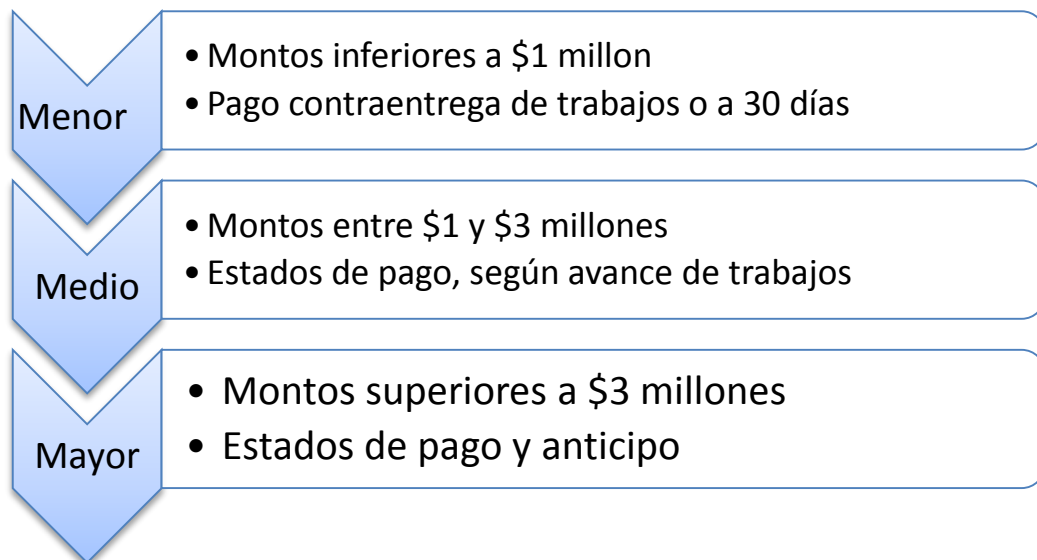 Menor
• Montos inferiores a $1 millon
• Pago contraentrega de trabajos o a 30 días
Medio
• Montos entre $1 y $3 millones
• Estados de pago, según avance de trabajos
Mayor
• Montos superiores a $3 millones
• Estados de pago y anticipo